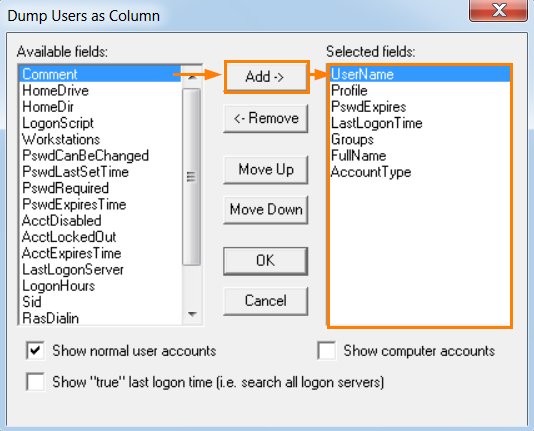 Dump Users as Column
Available fields:
Comment
HomeDrive
HomeDir
LogonScript
Workstations
PswdCanBeChanged
PswdLastSetTime
PswdRequired
PswdExpiresTime
AcctDisabled
AcctLockedOut
AcctExpiresTime
LastLogonServer
LogonHours
Sid
RasDialin
Add ->
<- Remove
Move Up
Move Down
OK
Cancel
Selected fields:
UserName
Profile
PswdExpires
LastLogonTime
Groups
FullName
AccountType
Show normal user accounts
Show computer accounts
Show "true" last logon time (i.e. search all logon servers)